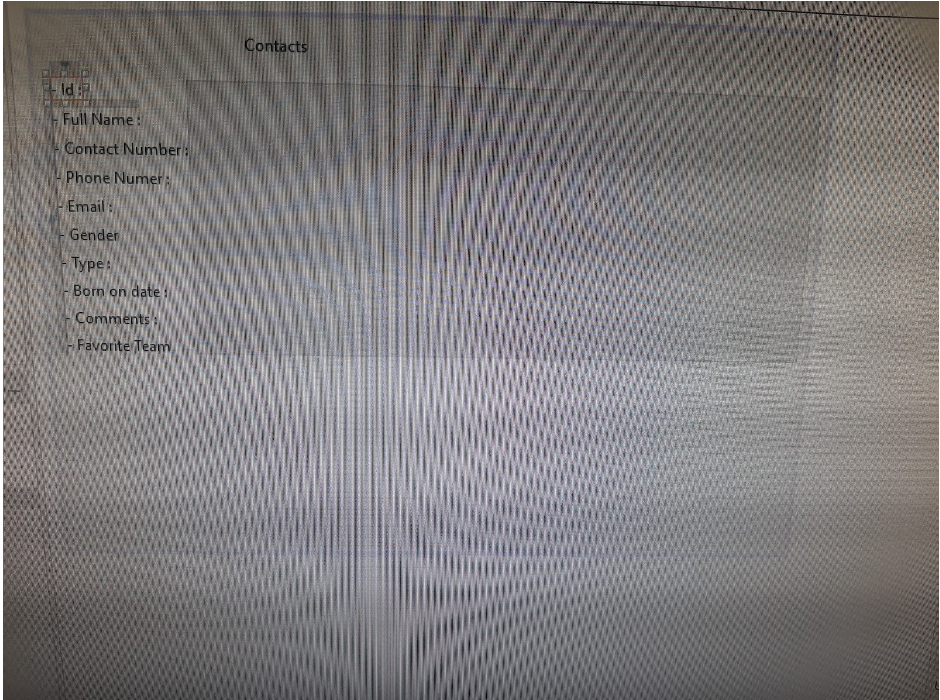 Contacts
- Id :
- Full Name :
- Contact Number :
- Phone Numer :
- Email :
- Gender
- Type :
- Born on date :
- Comments :
- Favorite Team